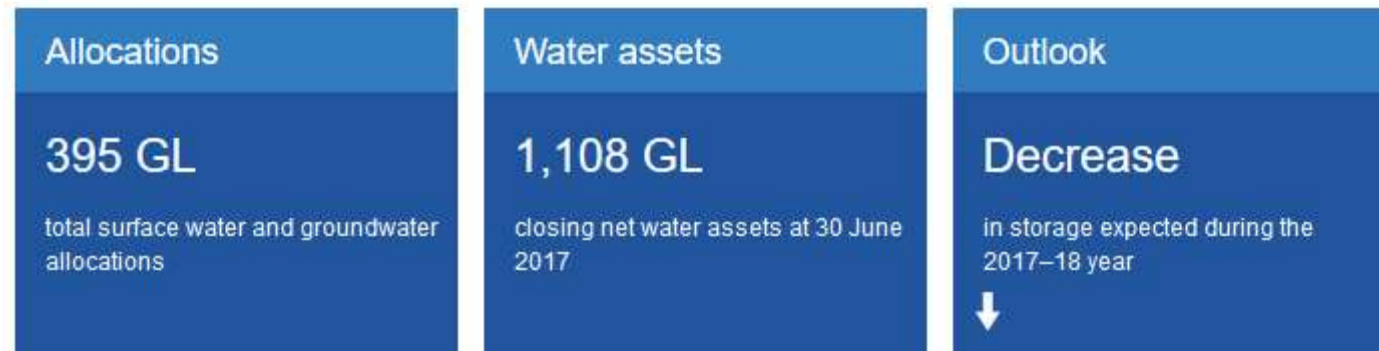 Allocations
395 GL
total surface water and groundwater
allocations
Water assets
1,108 GL
closing net water assets at 30 June
2017
Outlook
Decrease
in storage expected during the
2017–18 year